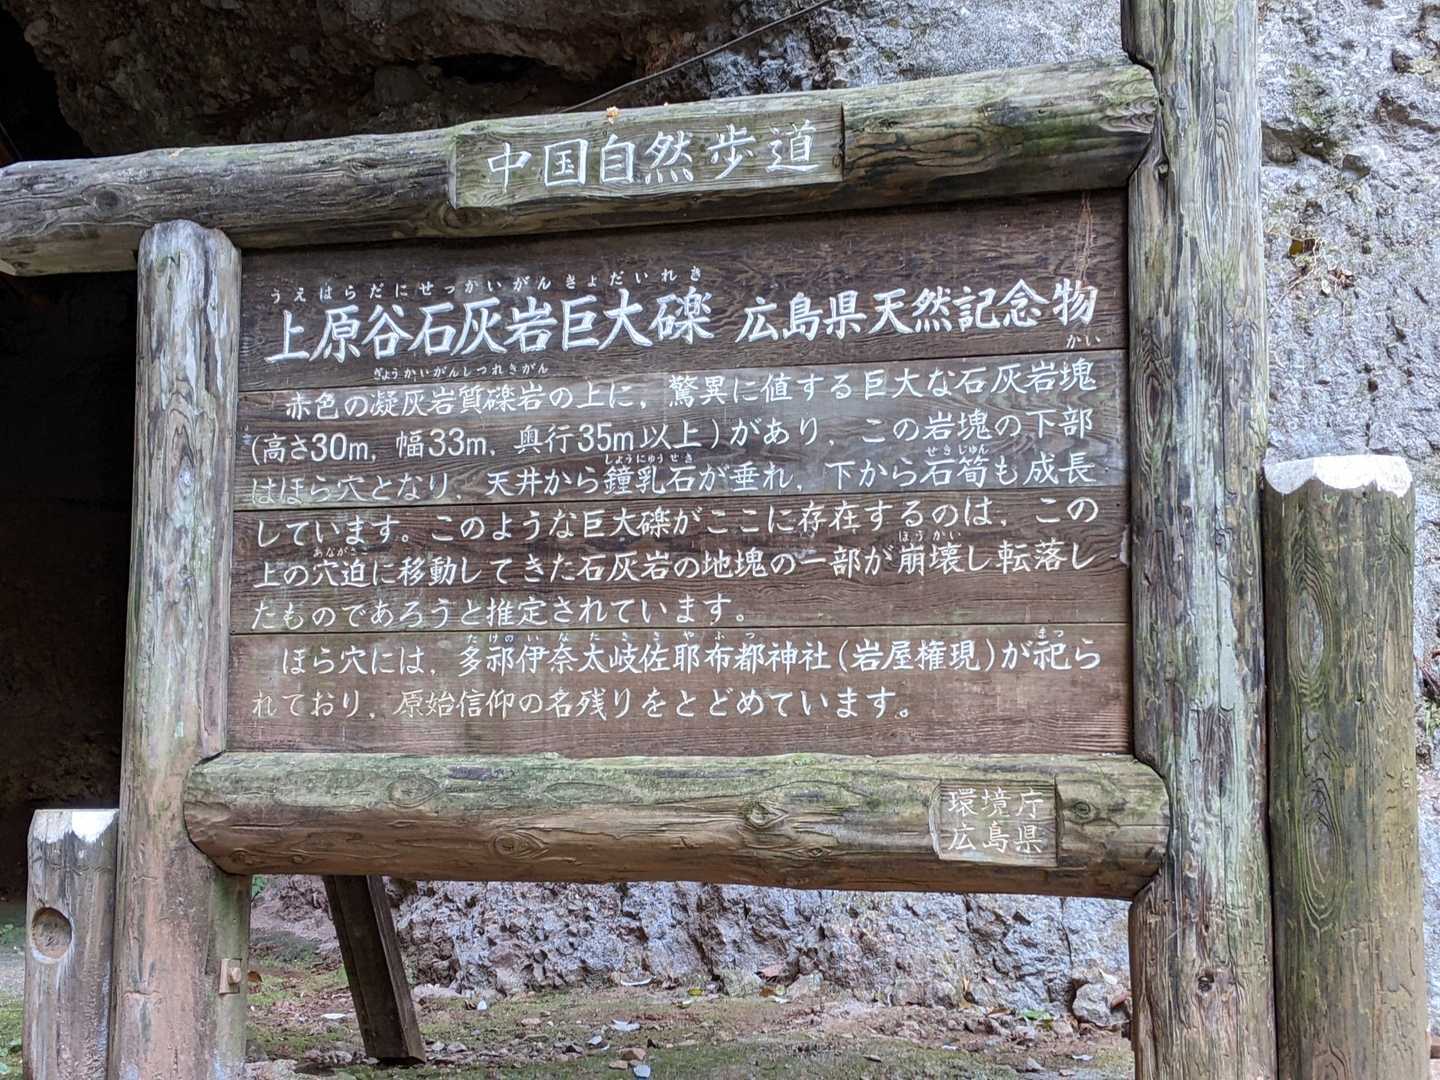 中国自然歩道
うえはらだにせっかいがんきょだいれき
上原谷石灰岩巨大礫 広島県天然記念物
ぎょうかいがんしつれきがん
かい
赤色の凝灰岩質礫岩の上に，驚異に値する巨大な石灰岩塊
(高さ30m，幅33m，奥行35m以上)があり，この岩塊の下部
しょうにゅうせき せきじゅん
はほら穴となり，天井から鐘乳石が垂れ，下から石筍も成長
しています。このような巨大礫がここに存在するのは，この
あながさこ ほうかい
上の穴迫に移動してきた石灰岩の地塊の一部が崩壊し転落し
たものであろうと推定されています。
たけのいなたききやふつ まつ
ほら穴には，多祁伊奈太岐佐耶布都神社(岩屋権現)が祀ら
れており，原始信仰の名残りをとどめています。
環境庁
広島県